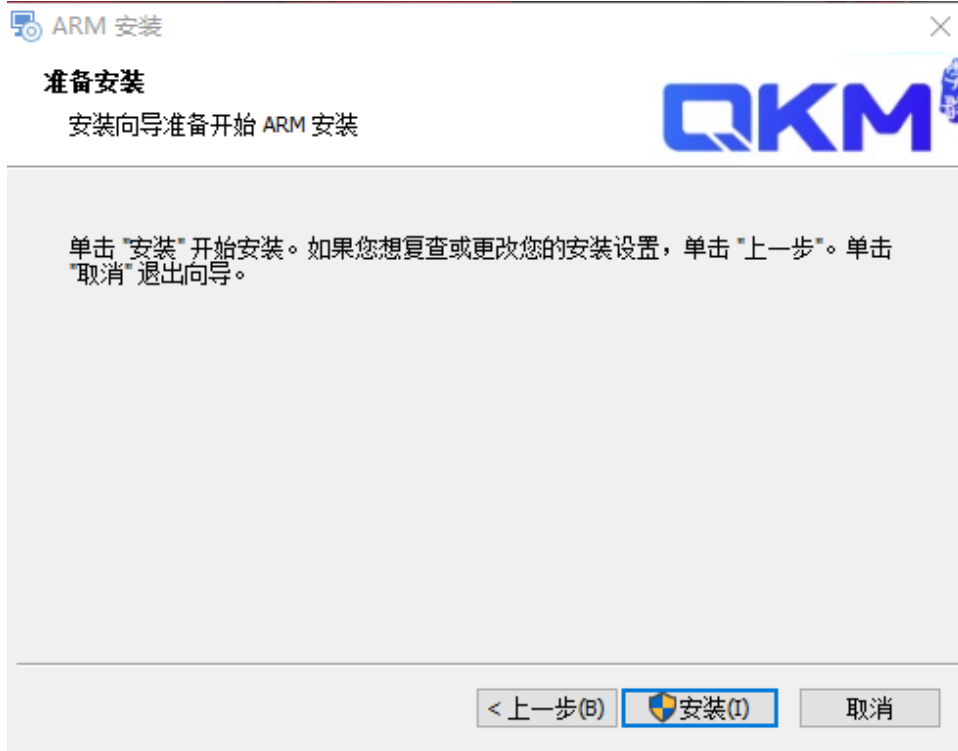 ARM 安装
准备安装
安装向导准备开始 ARM 安装
QKM
单击 "安装" 开始安装。如果您想复查或更改您的安装设置，单击 "上一步"。单击
"取消" 退出向导。
< 上一步(B)
安装(I)
取消